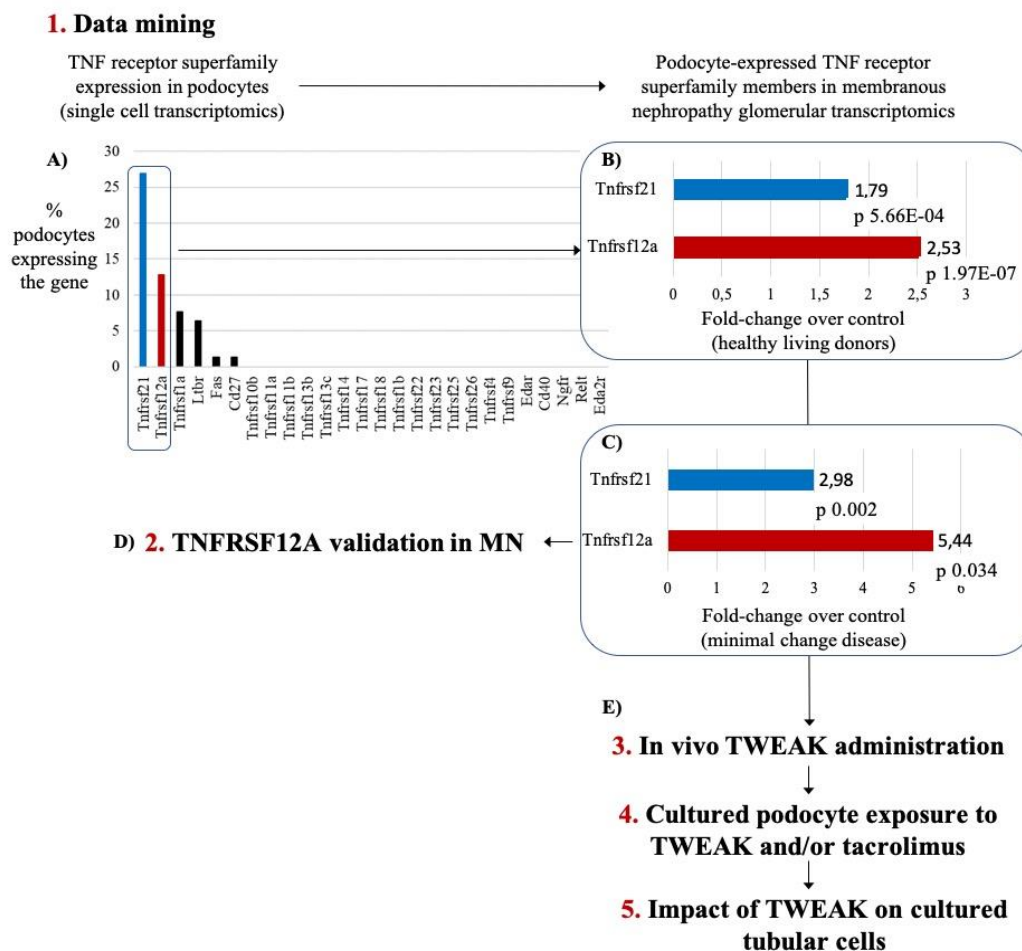 1. Data mining
TNF receptor superfamily
expression in podocytes
(single cell transcriptomics)
Podocyte-expressed TNF receptor
superfamily members in membranous
nephropathy glomerular transcriptomics
A)
%
podocytes
expressing
the gene
30
25
20
15
10
5
0
Tnfrsf21
Tnfrsf12a
Tnfrsf1a
Ltbr
Fas
Cd27
Tnfrsf10b
Tnfrsf11a
Tnfrsf11b
Tnfrsf13b
Tnfrsf13c
Tnfrsf14
Tnfrsf17
Tnfrsf18
Tnfrsf1b
Tnfrsf22
Tnfrsf23
Tnfrsf25
Tnfrsf26
Tnfrsf4
Tnfrsf9
Edar
Cd40
Ngfr
Relt
Eda2r
B)
Tnfrsf21 1,79
p 5.66E-04
Tnfrsf12a 2,53
p 1.97E-07
0 0,5 1 1,5 2 2,5 3
Fold-change over control
(healthy living donors)
C)
Tnfrsf21 2,98
p 0.002
Tnfrsf12a 5,44
p 0.034
0 1 2 3 4 5 6
Fold-change over control
(minimal change disease)
D) 2. TNFRSF12A validation in MN
E)
3. In vivo TWEAK administration
4. Cultured podocyte exposure to
TWEAK and/or tacrolimus
5. Impact of TWEAK on cultured
tubular cells